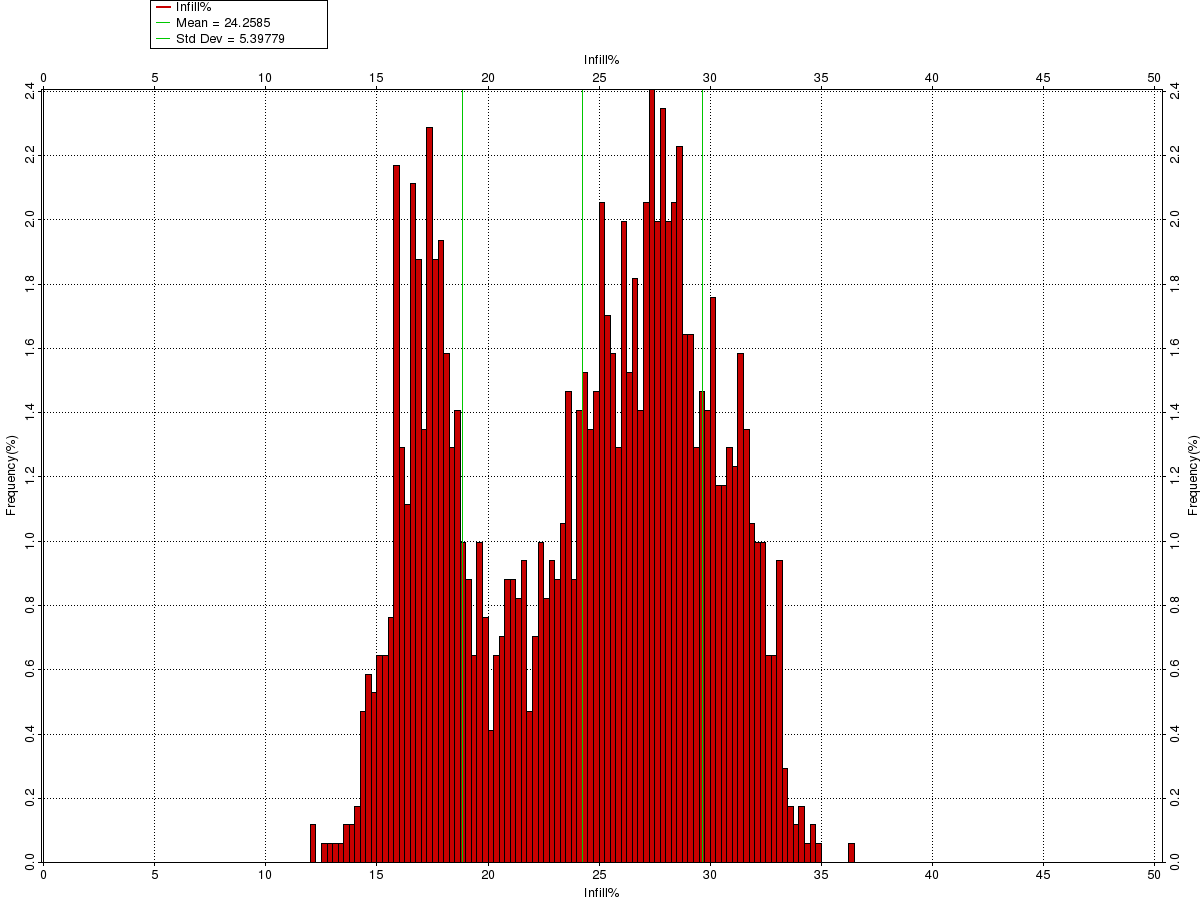 Infill%
Mean = 24.2585
Std Dev = 5.39779
Infill%
0 5 10 15 20 25 30 35 40 45 50
2.4 2.4
2.2 2.2
2.0 2.0
1.8 1.8
1.6 1.6
1.4 1.4
Frequency(%) Frequency(%)
1.2 1.2
1.0 1.0
0.8 0.8
0.6 0.6
0.4 0.4
0.2 0.2
0.0 0.0
0 5 10 15 20 25 30 35 40 45 50
Infill%